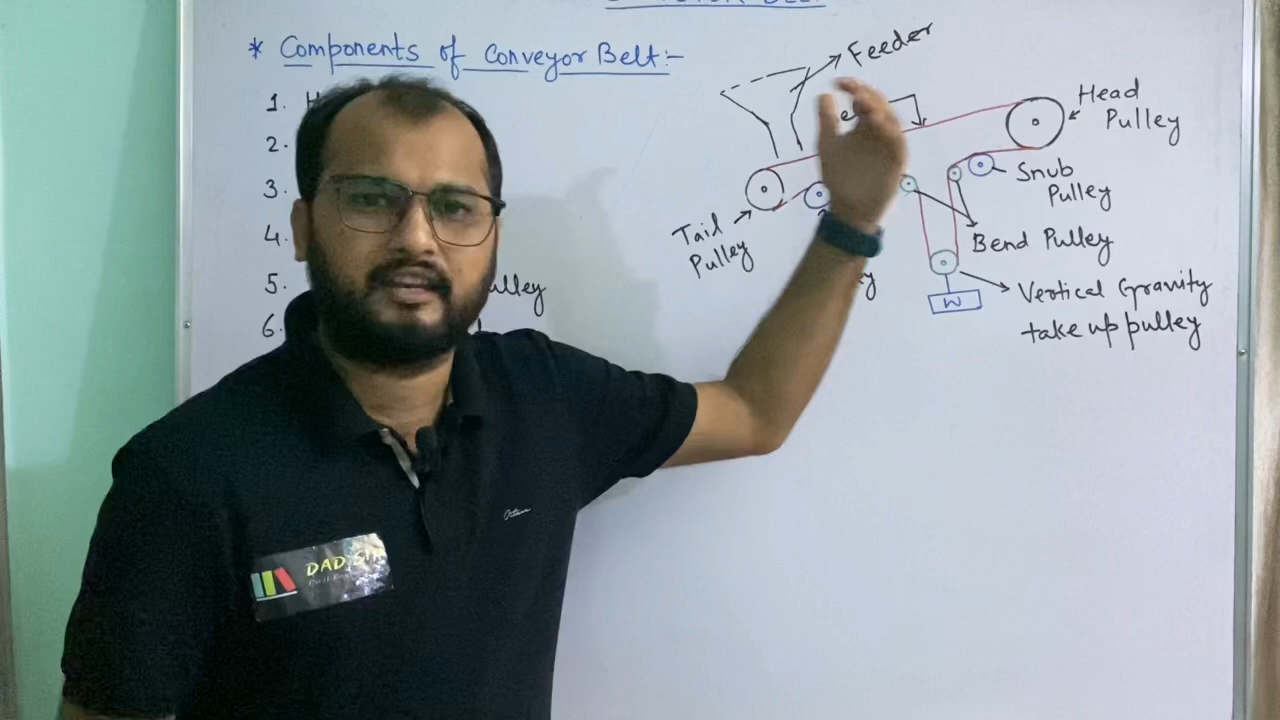 * Components of Conveyor Belt:-
1. H
2.
3.
4.
5. ulley
6.
Feeder
Head
Pulley
Snub
Pulley
Tail
Pulley
Bend Pulley
Vertical Gravity
take up pulley
W